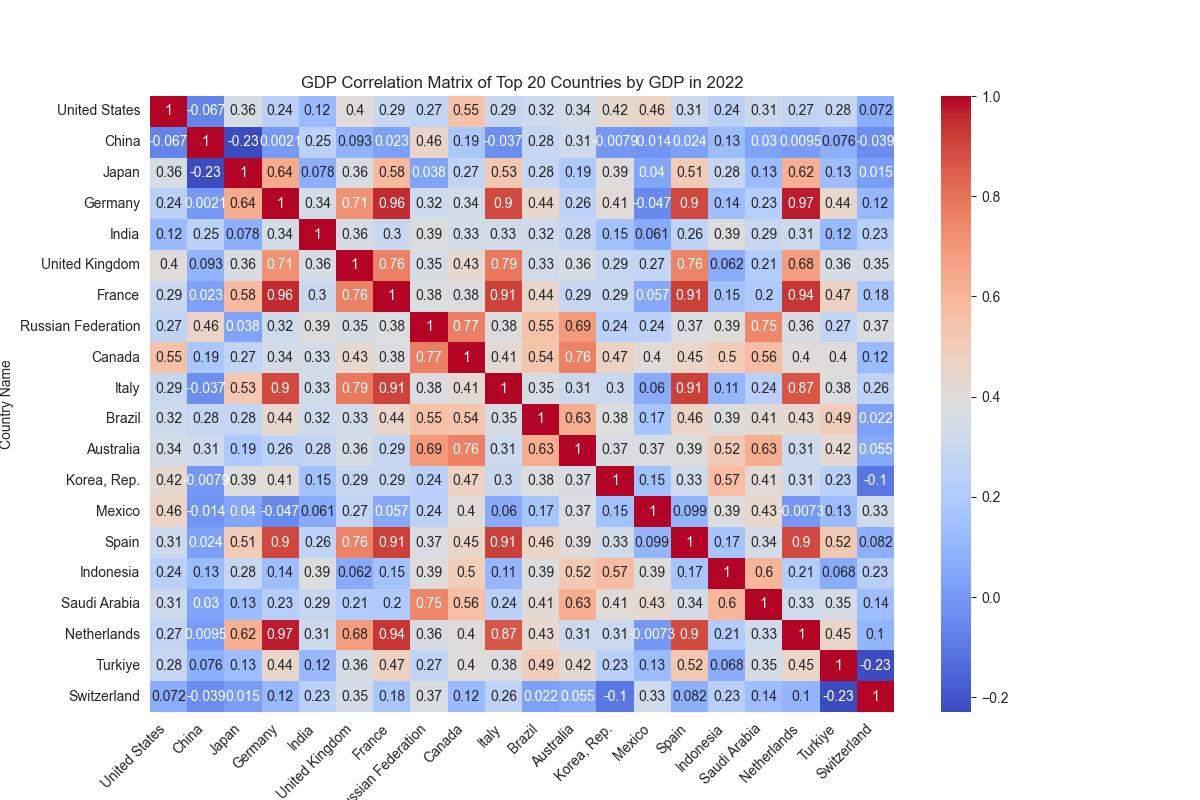 GDP Correlation Matrix of Top 20 Countries by GDP in 2022
United States 1 -0.067 0.36 0.24 0.12 0.4 0.29 0.27 0.55 0.29 0.32 0.34 0.42 0.46 0.31 0.24 0.31 0.27 0.28 0.072
China -0.067 1 -0.23 0.0021 0.25 0.093 0.023 0.46 0.19 -0.037 0.28 0.31 -0.0079 -0.014 0.024 0.13 0.03 0.0095 0.076 -0.039
Japan 0.36 -0.23 1 0.64 0.078 0.36 0.58 0.038 0.27 0.53 0.28 0.19 0.39 0.04 0.51 0.28 0.13 0.62 0.13 0.015
Germany 0.24 0.0021 0.64 1 0.34 0.71 0.96 0.32 0.34 0.9 0.44 0.26 0.41 -0.047 0.9 0.14 0.23 0.97 0.44 0.12
India 0.12 0.25 0.078 0.34 1 0.36 0.3 0.39 0.33 0.33 0.32 0.28 0.15 0.061 0.26 0.39 0.29 0.31 0.12 0.23
United Kingdom 0.4 0.093 0.36 0.71 0.36 1 0.76 0.35 0.43 0.79 0.33 0.36 0.29 0.27 0.76 0.062 0.21 0.68 0.36 0.35
France 0.29 0.023 0.58 0.96 0.3 0.76 1 0.38 0.38 0.91 0.44 0.29 0.29 0.057 0.91 0.15 0.2 0.94 0.47 0.18
Russian Federation 0.27 0.46 0.038 0.32 0.39 0.35 0.38 1 0.77 0.38 0.55 0.69 0.24 0.24 0.37 0.39 0.75 0.36 0.27 0.37
Canada 0.55 0.19 0.27 0.34 0.33 0.43 0.38 0.77 1 0.41 0.54 0.76 0.47 0.4 0.45 0.5 0.56 0.4 0.4 0.12
Italy 0.29 -0.037 0.53 0.9 0.33 0.79 0.91 0.38 0.41 1 0.35 0.31 0.3 0.06 0.91 0.11 0.24 0.87 0.38 0.26
Brazil 0.32 0.28 0.28 0.44 0.32 0.33 0.44 0.55 0.54 0.35 1 0.63 0.38 0.17 0.46 0.39 0.41 0.43 0.49 0.022
Australia 0.34 0.31 0.19 0.26 0.28 0.36 0.29 0.69 0.76 0.31 0.63 1 0.37 0.37 0.39 0.52 0.63 0.31 0.42 0.055
Korea, Rep. 0.42 -0.0079 0.39 0.41 0.15 0.29 0.29 0.24 0.47 0.3 0.38 0.37 1 0.15 0.33 0.57 0.41 0.31 0.23 -0.1
Mexico 0.46 -0.014 0.04 -0.047 0.061 0.27 0.057 0.24 0.4 0.06 0.17 0.37 0.15 1 0.099 0.39 0.43 -0.0073 0.13 0.33
Spain 0.31 0.024 0.51 0.9 0.26 0.76 0.91 0.37 0.45 0.91 0.46 0.39 0.33 0.099 1 0.17 0.34 0.9 0.52 0.082
Indonesia 0.24 0.13 0.28 0.14 0.39 0.062 0.15 0.39 0.5 0.11 0.39 0.52 0.57 0.39 0.17 1 0.6 0.21 0.068 0.23
Saudi Arabia 0.31 0.03 0.13 0.23 0.29 0.21 0.2 0.75 0.56 0.24 0.41 0.63 0.41 0.43 0.34 0.6 1 0.33 0.35 0.14
Netherlands 0.27 0.0095 0.62 0.97 0.31 0.68 0.94 0.36 0.4 0.87 0.43 0.31 0.31 -0.0073 0.9 0.21 0.33 1 0.45 0.1
Turkiye 0.28 0.076 0.13 0.44 0.12 0.36 0.47 0.27 0.4 0.38 0.49 0.42 0.23 0.13 0.52 0.068 0.35 0.45 1 -0.23
Switzerland 0.072 -0.039 0.015 0.12 0.23 0.35 0.18 0.37 0.12 0.26 0.022 0.055 -0.1 0.33 0.082 0.23 0.14 0.1 -0.23 1
Country Name
United States China Japan Germany India United Kingdom France ssian Federation Canada Italy Brazil Australia Korea, Rep. Mexico Spain Indonesia Saudi Arabia Netherlands Turkiye Switzerland
1.0
0.8
0.6
0.4
0.2
0.0
−0.2